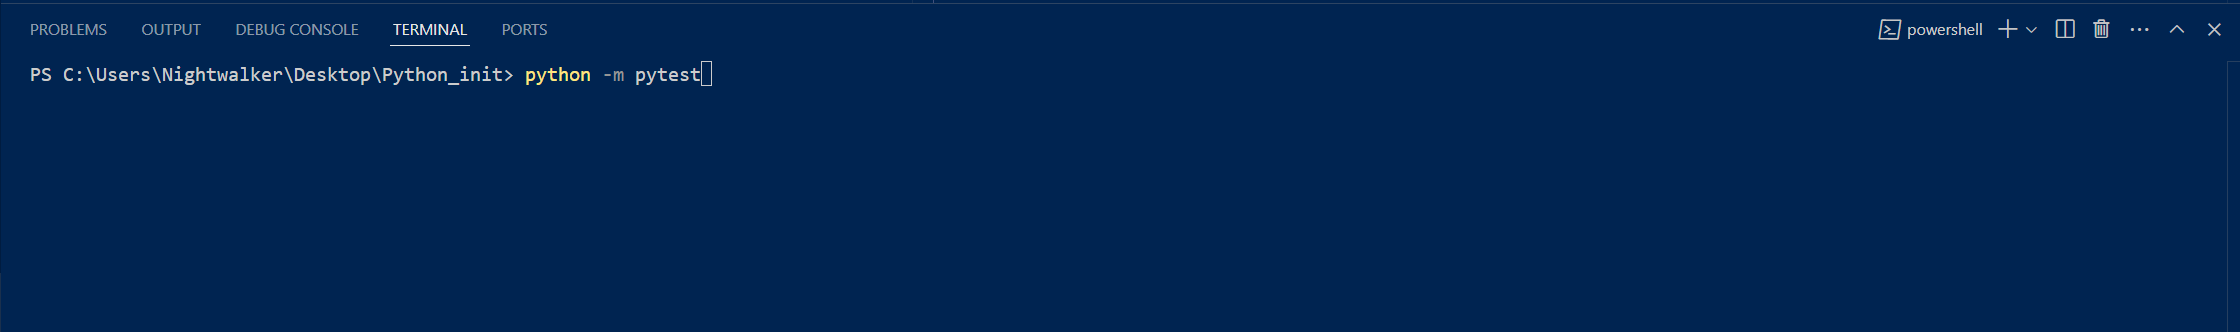 PROBLEMS OUTPUT DEBUG CONSOLE TERMINAL PORTS powershell
PS C:\Users\Nightwalker\Desktop\Python_init> python -m pytest